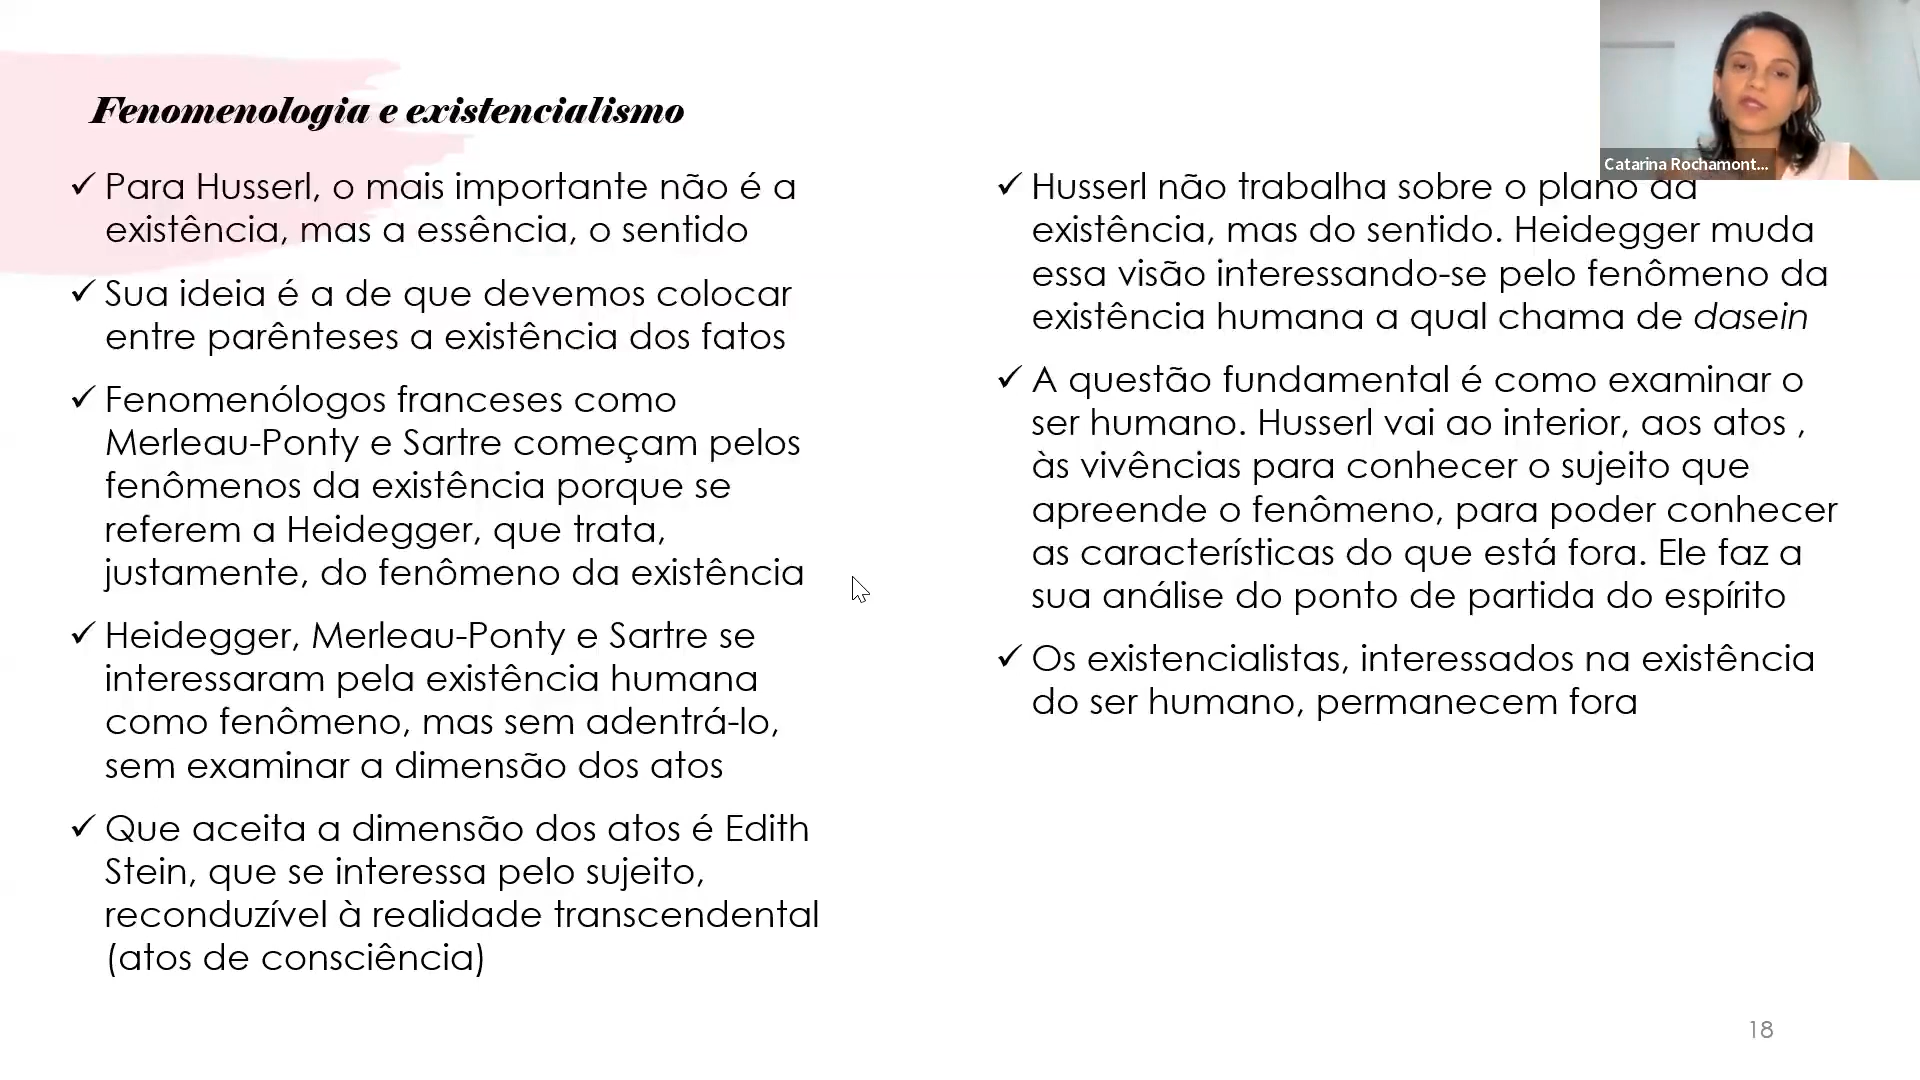 Fenomenologia e existencialismo
✓ Para Husserl, o mais importante não é a
existência, mas a essência, o sentido
✓ Sua ideia é a de que devemos colocar
entre parênteses a existência dos fatos
✓ Fenomenólogos franceses como
Merleau-Ponty e Sartre começam pelos
fenômenos da existência porque se
referem a Heidegger, que trata,
justamente, do fenômeno da existência
✓ Heidegger, Merleau-Ponty e Sartre se
interessaram pela existência humana
como fenômeno, mas sem adentrá-lo,
sem examinar a dimensão dos atos
✓ Que aceita a dimensão dos atos é Edith
Stein, que se interessa pelo sujeito,
reconduzível à realidade transcendental
(atos de consciência)
✓ Husserl não trabalha sobre o plano da
existência, mas do sentido. Heidegger muda
essa visão interessando-se pelo fenômeno da
existência humana a qual chama de dasein
✓ A questão fundamental é como examinar o
ser humano. Husserl vai ao interior, aos atos ,
às vivências para conhecer o sujeito que
apreende o fenômeno, para poder conhecer
as características do que está fora. Ele faz a
sua análise do ponto de partida do espírito
✓ Os existencialistas, interessados na existência
do ser humano, permanecem fora
Catarina Rochamont...
18